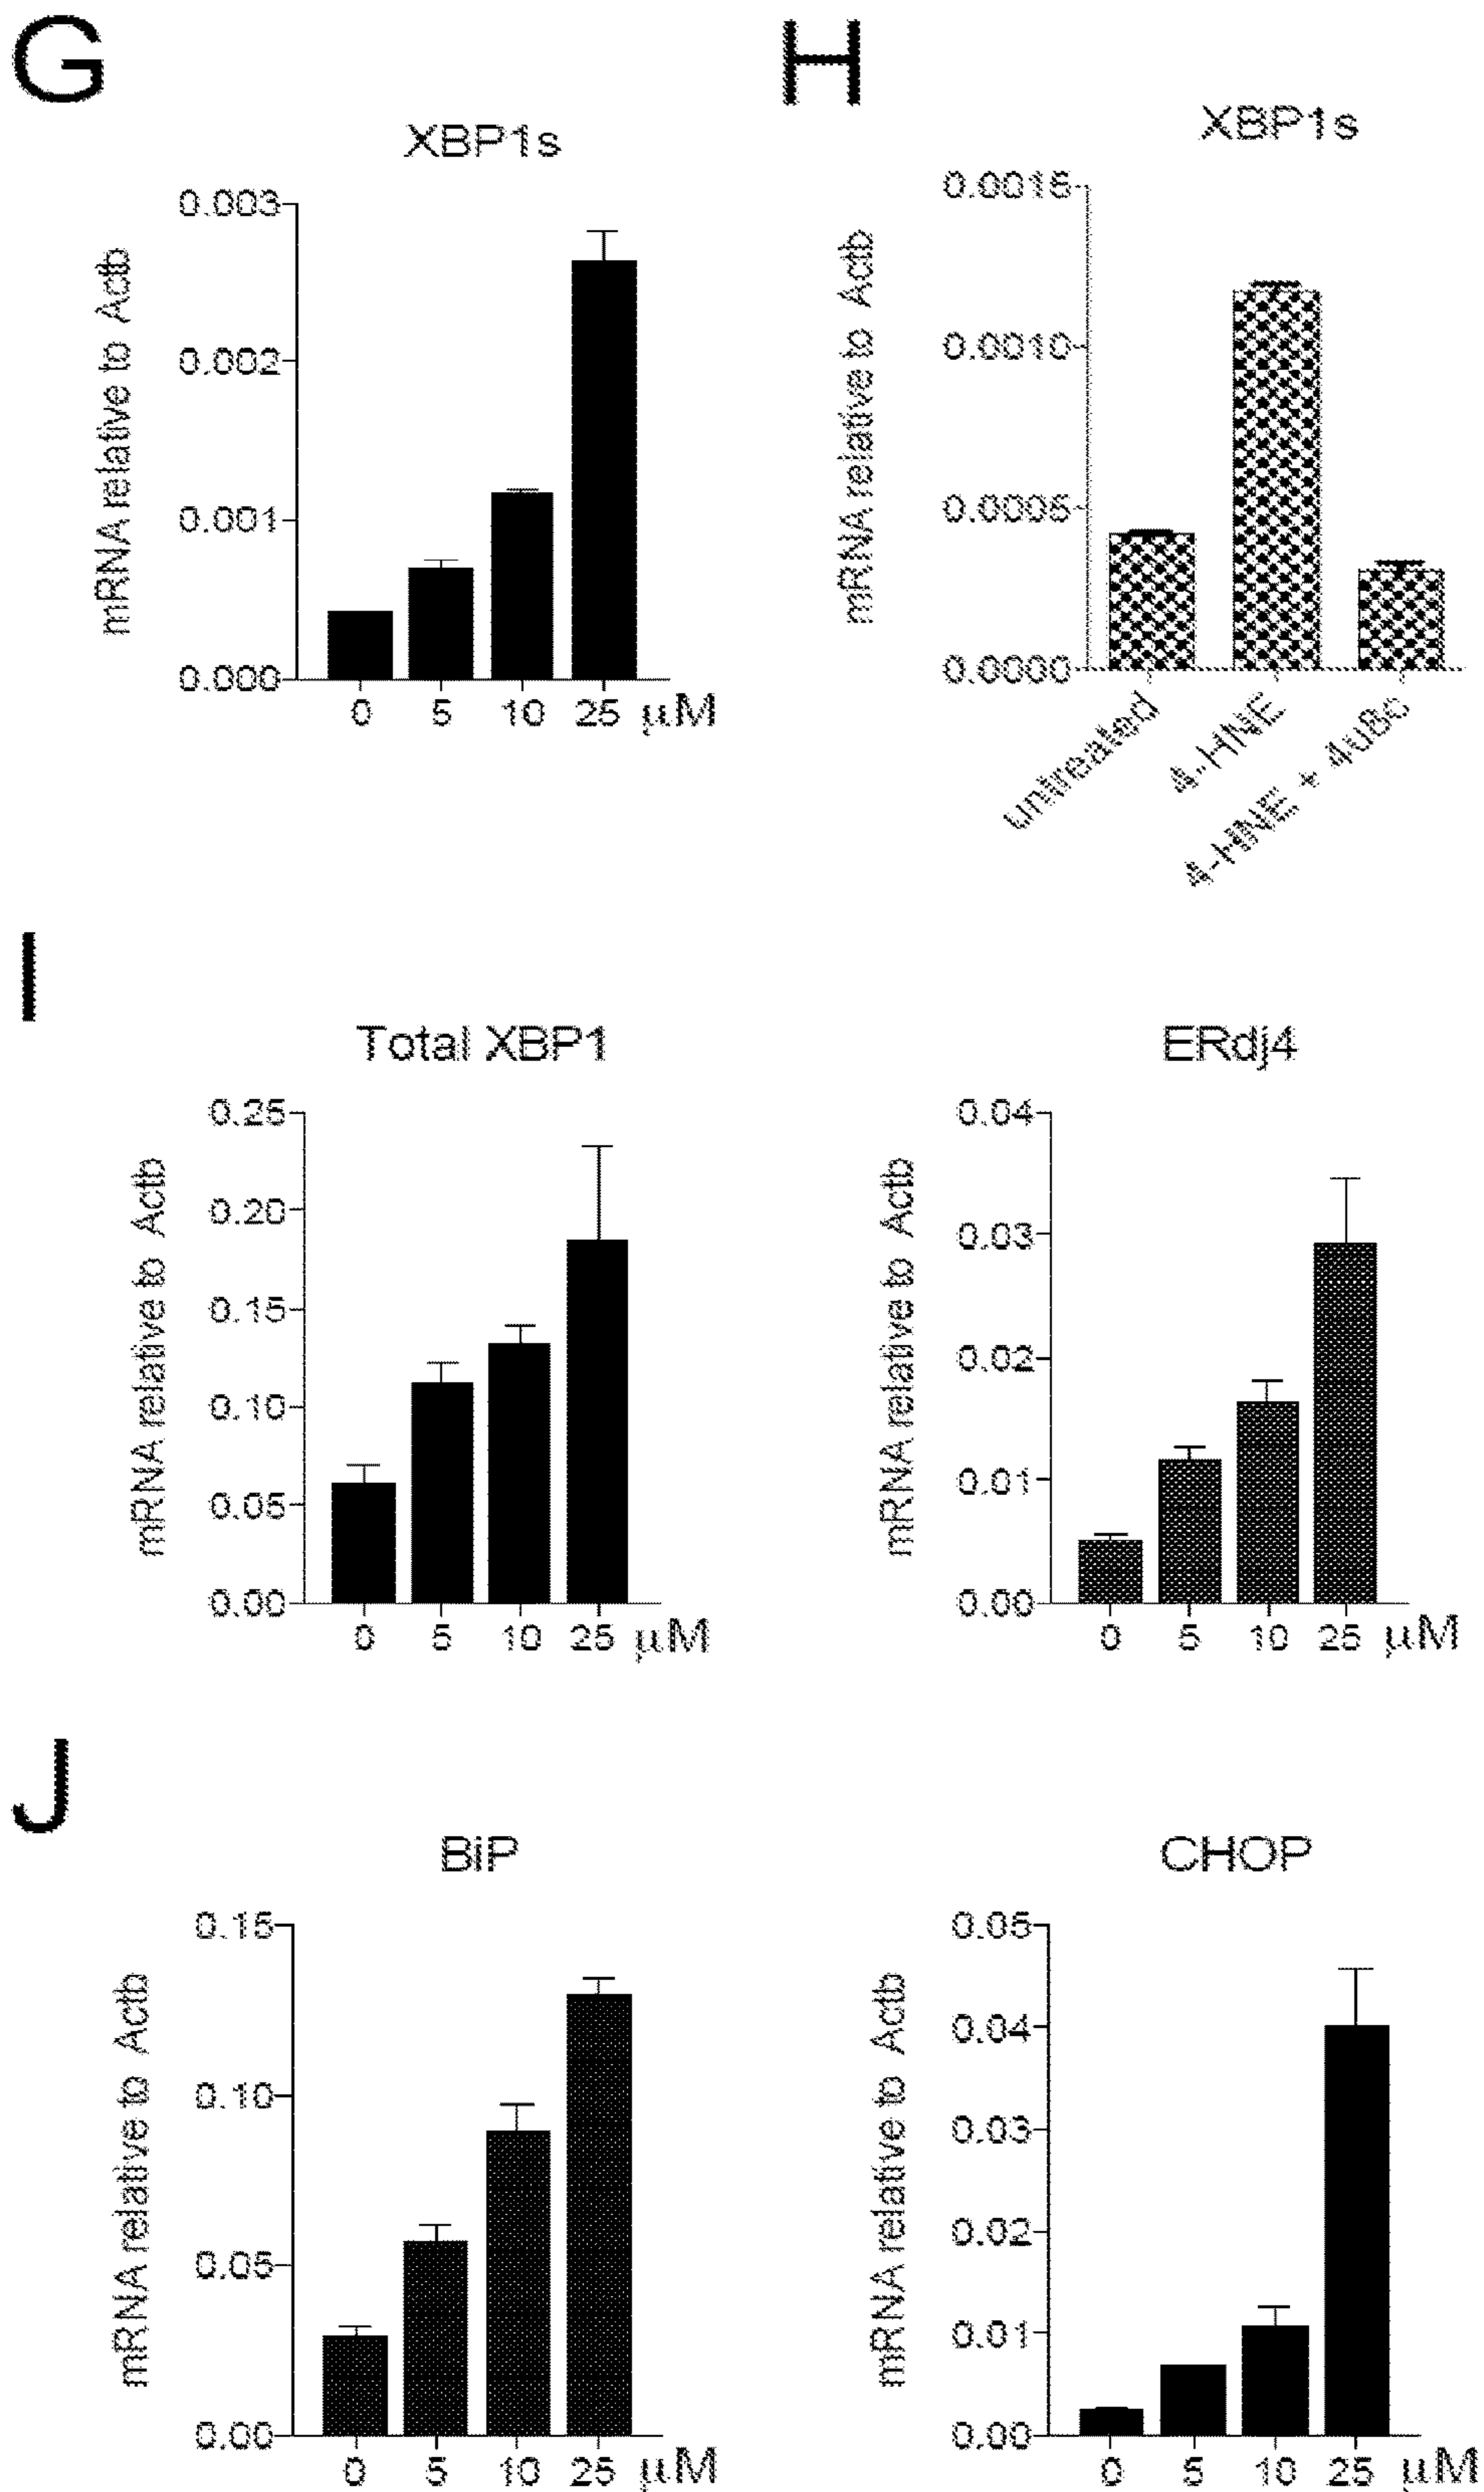 G
XBP1s
mRNA relative to Actb
0.003
0.002
0.001
0.000
0 5 10 25 μM
H
XBP1s
mRNA relative to Actb
0.0015
0.0010
0.0005
0.0000
untreated
4-HNE
4-HNE + 4u8c
I
Total XBP1
mRNA relative to Actb
0.25
0.20
0.15
0.10
0.05
0.00
0 5 10 25 μM
ERdj4
mRNA relative to Actb
0.04
0.03
0.02
0.01
0.00
0 5 10 25 μM
J
BiP
mRNA relative to Actb
0.15
0.10
0.05
0.00
0 5 10 25 μM
CHOP
mRNA relative to Actb
0.05
0.04
0.03
0.02
0.01
0.00
0 5 10 25 μM